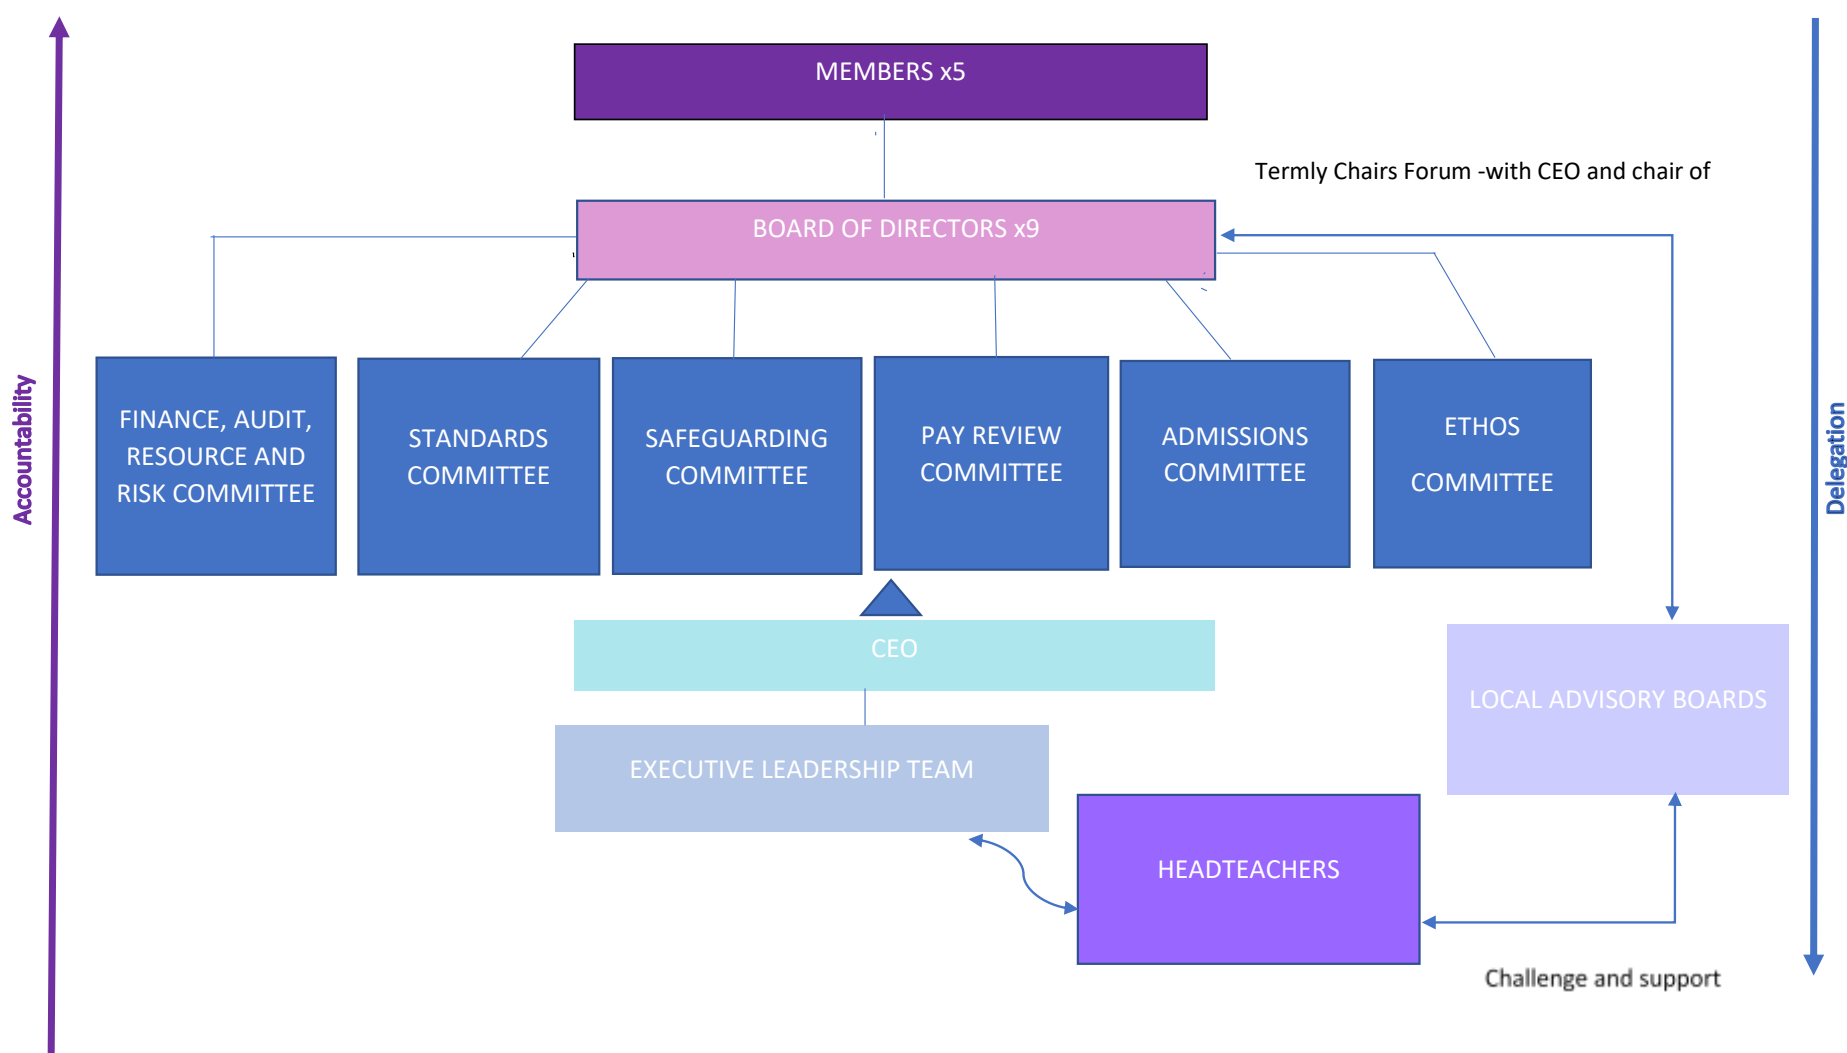 MEMBERS x5
Termly Chairs Forum -with CEO and chair of
BOARD OF DIRECTORS x9
Accountability
Delegation
FINANCE, AUDIT,
RESOURCE AND
RISK COMMITTEE
STANDARDS
COMMITTEE
SAFEGUARDING
COMMITTEE
PAY REVIEW
COMMITTEE
ADMISSIONS
COMMITTEE
ETHOS
COMMITTEE
CEO
LOCAL ADVISORY BOARDS
EXECUTIVE LEADERSHIP TEAM
HEADTEACHERS
Challenge and support